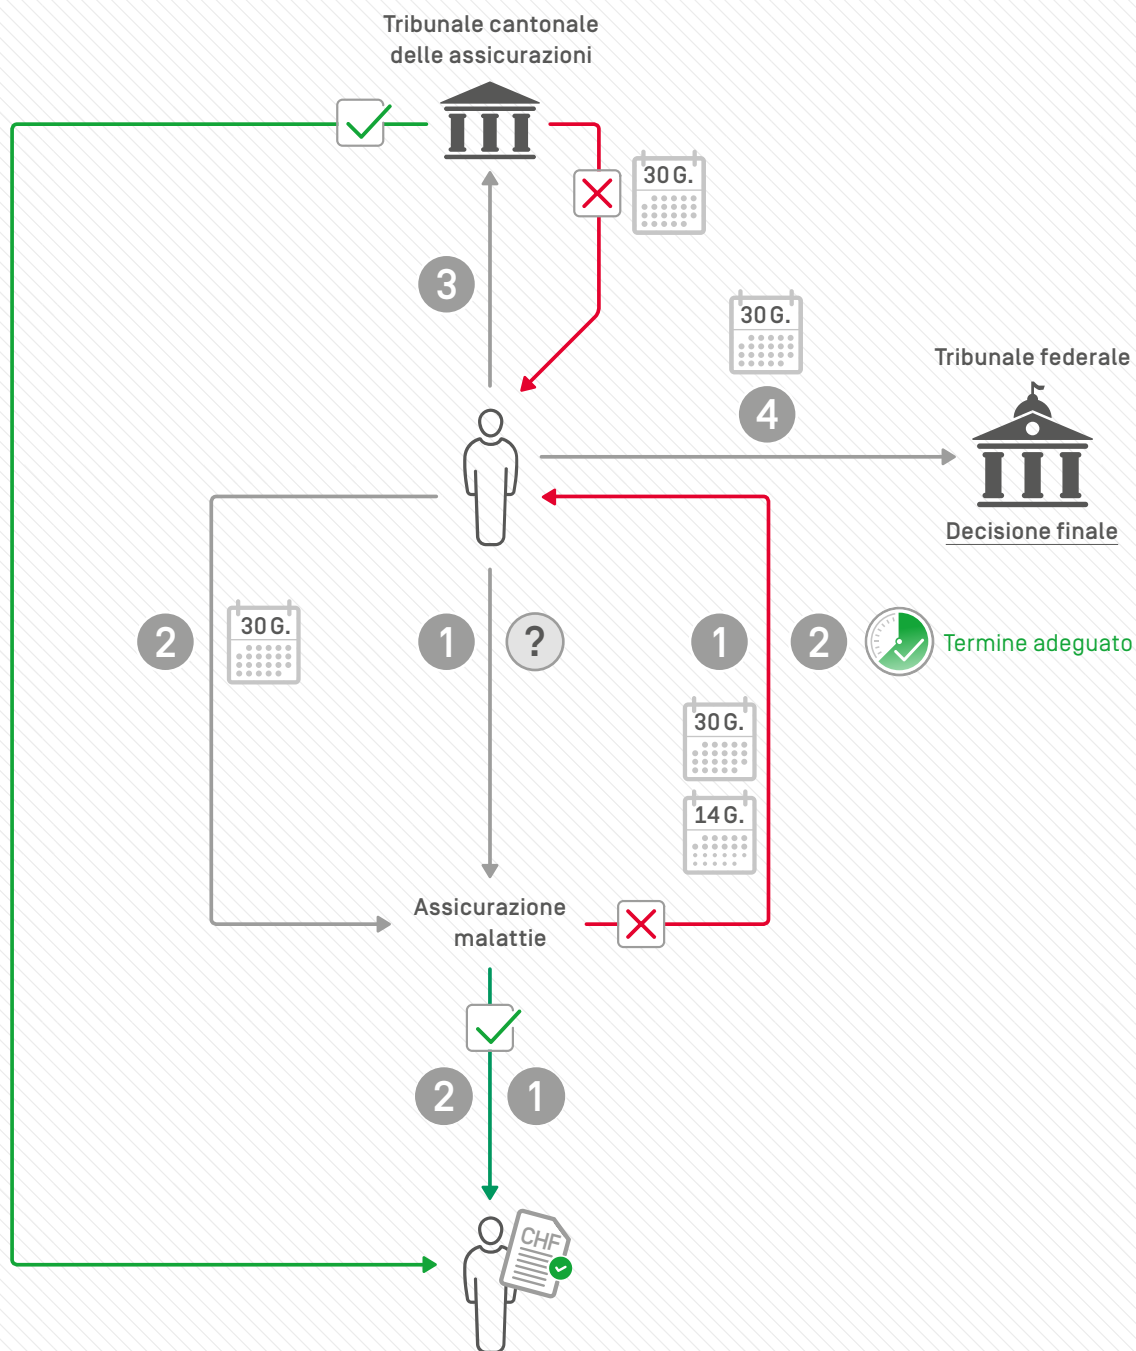 Tribunale cantonale
delle assicurazioni
30 G.
3
30 G.
4
Tribunale federale
Decisione finale
2
30 G.
1
?
1
2
Termine adeguato
30 G.
14 G.
Assicurazione
malattie
2
1
CHF